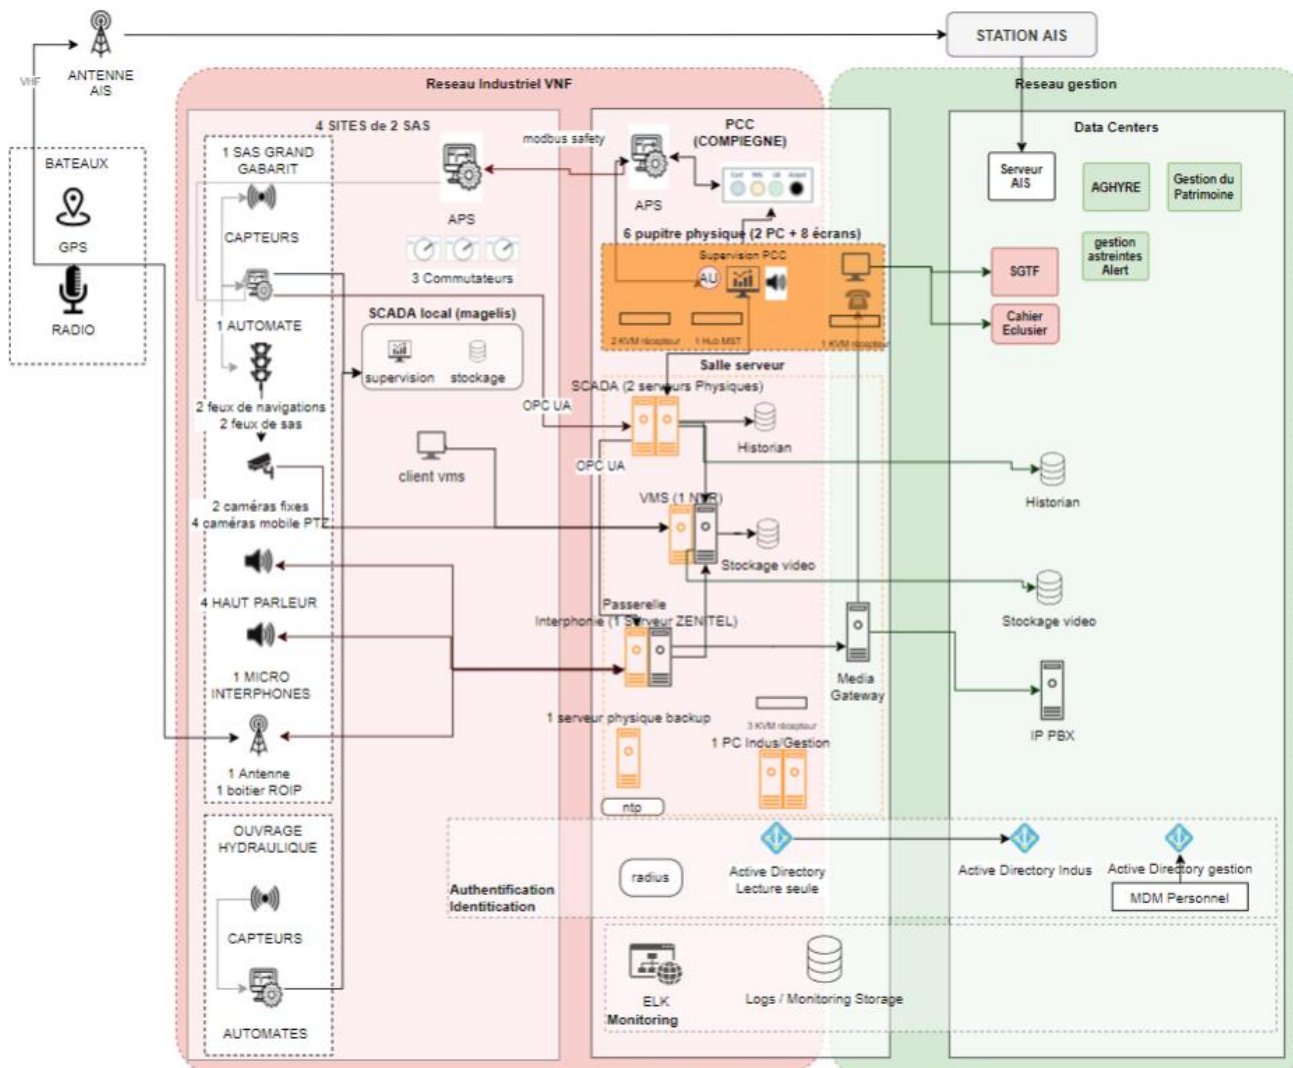 STATION AIS
ANTENNE
AIS
VHF
Reseau Industriel VNF
Reseau gestion
4 SITES de 2 SAS
PCC
(COMPIEGNE)
Data Centers
BATEAUX
GPS
RADIO
1 SAS GRAND
GABARIT
CAPTEURS
1 AUTOMATE
2 feux de navigations
2 feux de sas
2 caméras fixes
4 caméras mobile PTZ
4 HAUT PARLEUR
1 MICRO
INTERPHONES
1 Antenne
1 boitier ROIP
OUVRAGE
HYDRAULIQUE
CAPTEURS
AUTOMATES
modbus safety
APS
3 Commutateurs
SCADA local (magelis)
supervision
stockage
OPC UA
client vms
APS
6 pupitre physique (2 PC + 8 écrans)
Supervision PCC
AU
2 KVM récepteur
1 Hub MST
1 KVM récepteur
Salle serveur
SCADA (2 serveurs Physiques)
OPC UA
Historian
VMS (1 NVR)
Stockage video
Passerelle
Interphonie (1 Serveur ZENITEL)
Media
Gateway
1 serveur physique backup
3 KVM récepteur
1 PC Indus/Gestion
ntp
Serveur
AIS
AGHYRE
Gestion du
Patrimoine
gestion
astreintes
Alert
SGTF
Cahier
Eclusier
Historian
Stockage video
IP PBX
Authentification
Identitication
radius
Active Directory
Lecture seule
Active Directory Indus
Active Directory gestion
MDM Personnel
ELK
Monitoring
Logs / Monitoring Storage